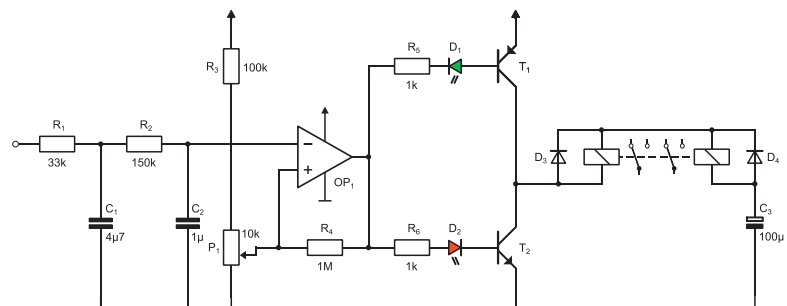 R5
D1
T1
1k
R3
100k
R1
33k
R2
150k
−
+
OP1
D3
D4
C1
4µ7
C2
1µ
P1
10k
R4
1M
R6
1k
D2
T2
C3
100µ